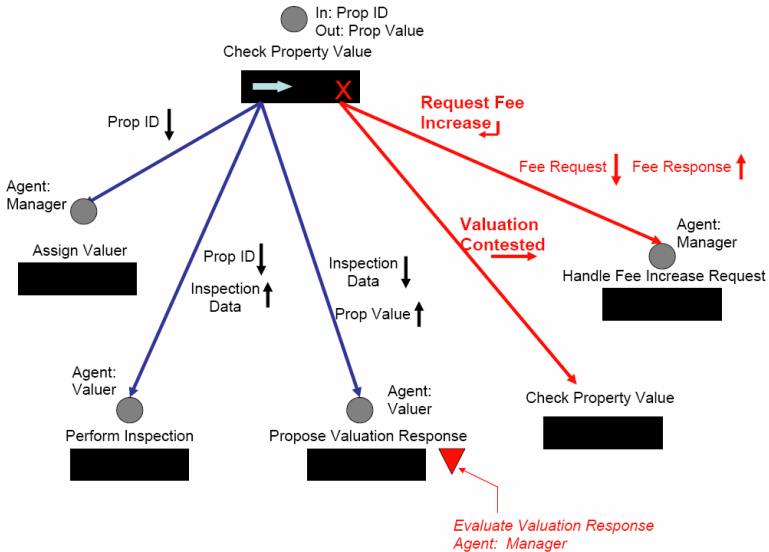 In: Prop ID
Out: Prop Value
Check Property Value
X
Request Fee
Increase
Prop ID
Fee Request
Fee Response
Agent:
Manager
Assign Valuer
Valuation
Contested
Agent:
Manager
Handle Fee Increase Request
Prop ID
Inspection
Data
Inspection
Data
Prop Value
Agent:
Valuer
Perform Inspection
Agent:
Valuer
Propose Valuation Response
Check Property Value
Evaluate Valuation Response
Agent: Manager